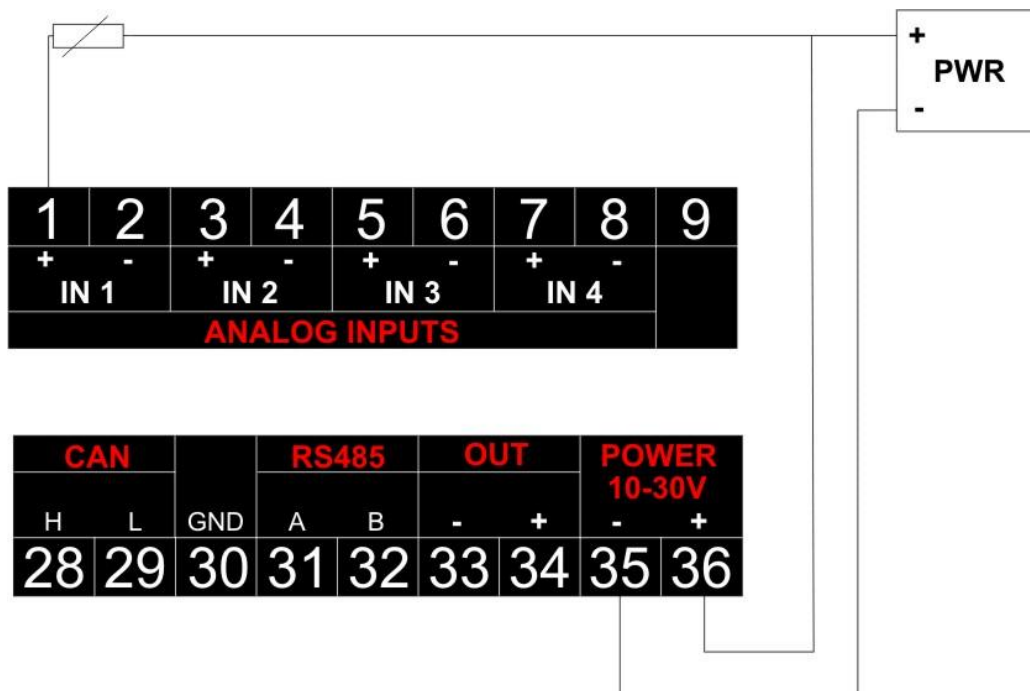 +
PWR
-
1 2 3 4 5 6 7 8 9
+ - + - + - + -
IN 1 IN 2 IN 3 IN 4
ANALOG INPUTS
CAN RS485 OUT POWER
10-30V
H L GND A B - + - +
28 29 30 31 32 33 34 35 36